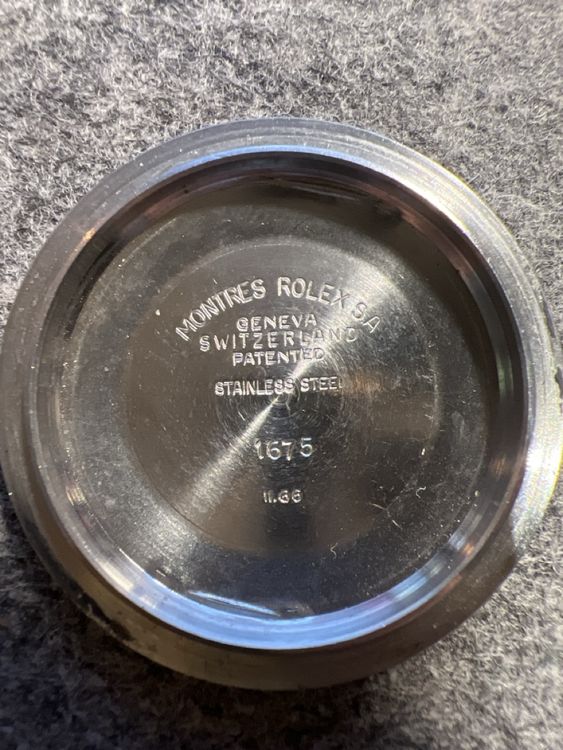 MONTRES ROLEX SA
GENEVA
SWITZERLAND
PATENTED
STAINLESS STEEL
1675
II.66